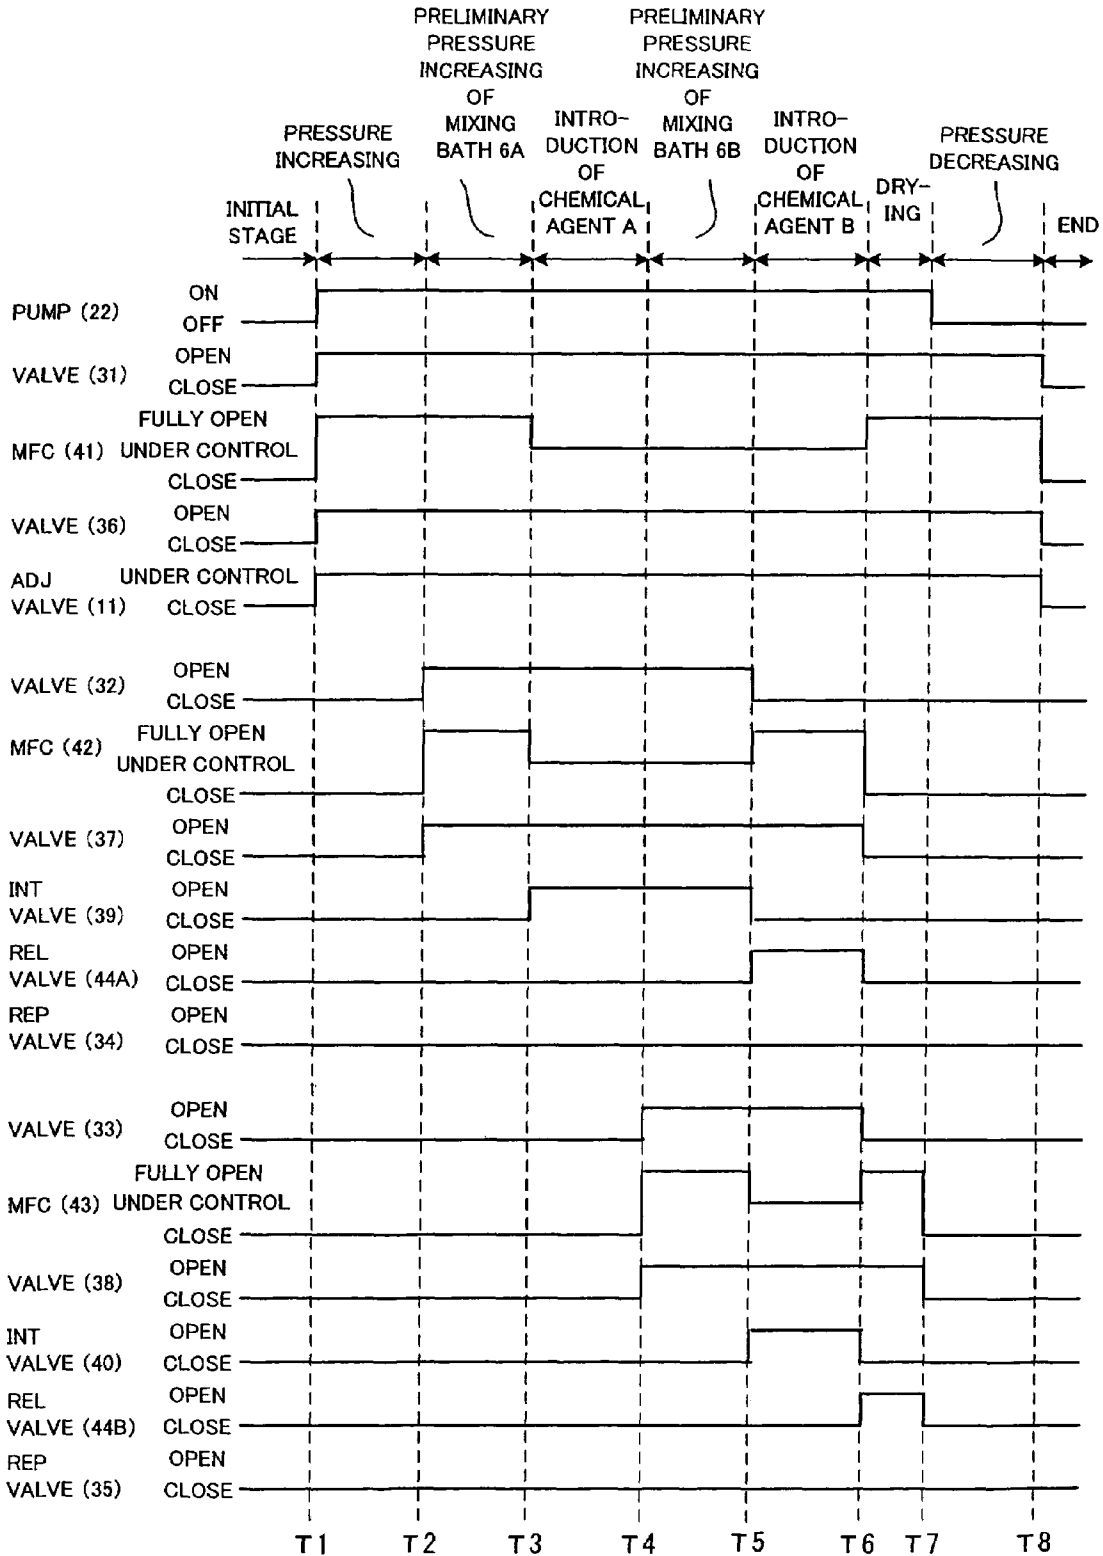 PRELIMINARY
PRESSURE
INCREASING
OF
MIXING
BATH 6A
PRELIMINARY
PRESSURE
INCREASING
OF
MIXING
BATH 6B
PRESSURE
INCREASING
INTRO-
DUCTION
OF
CHEMICAL
AGENT A
INTRO-
DUCTION
OF
CHEMICAL
AGENT B
DRY-
ING
PRESSURE
DECREASING
INITIAL
STAGE
END
PUMP (22)
ON
OFF
VALVE (31)
OPEN
CLOSE
MFC (41)
FULLY OPEN
UNDER CONTROL
CLOSE
VALVE (36)
OPEN
CLOSE
ADJ
VALVE (11)
UNDER CONTROL
CLOSE
VALVE (32)
OPEN
CLOSE
MFC (42)
FULLY OPEN
UNDER CONTROL
CLOSE
VALVE (37)
OPEN
CLOSE
INT
VALVE (39)
OPEN
CLOSE
REL
VALVE (44A)
OPEN
CLOSE
REP
VALVE (34)
OPEN
CLOSE
VALVE (33)
OPEN
CLOSE
MFC (43)
FULLY OPEN
UNDER CONTROL
CLOSE
VALVE (38)
OPEN
CLOSE
INT
VALVE (40)
OPEN
CLOSE
REL
VALVE (44B)
OPEN
CLOSE
REP
VALVE (35)
OPEN
CLOSE
T1 T2 T3 T4 T5 T6 T7 T8